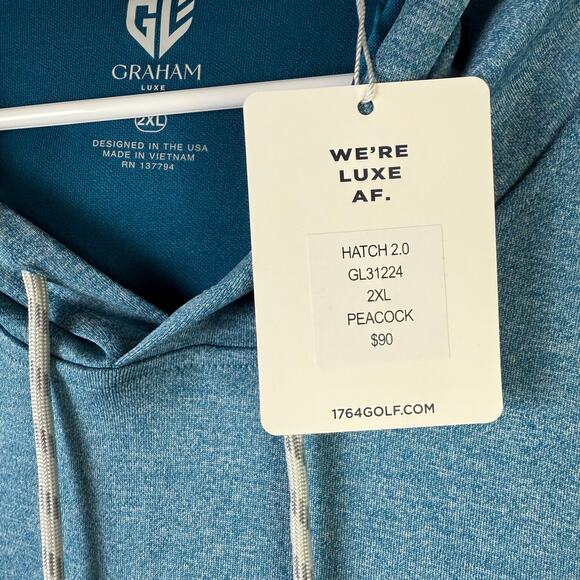 GL
GRAHAM
LUXE
2XL
DESIGNED IN THE USA
MADE IN VIETNAM
RN 137794
WE'RE
LUXE
AF.
HATCH 2.0
GL31224
2XL
PEACOCK
$90
1764GOLF.COM